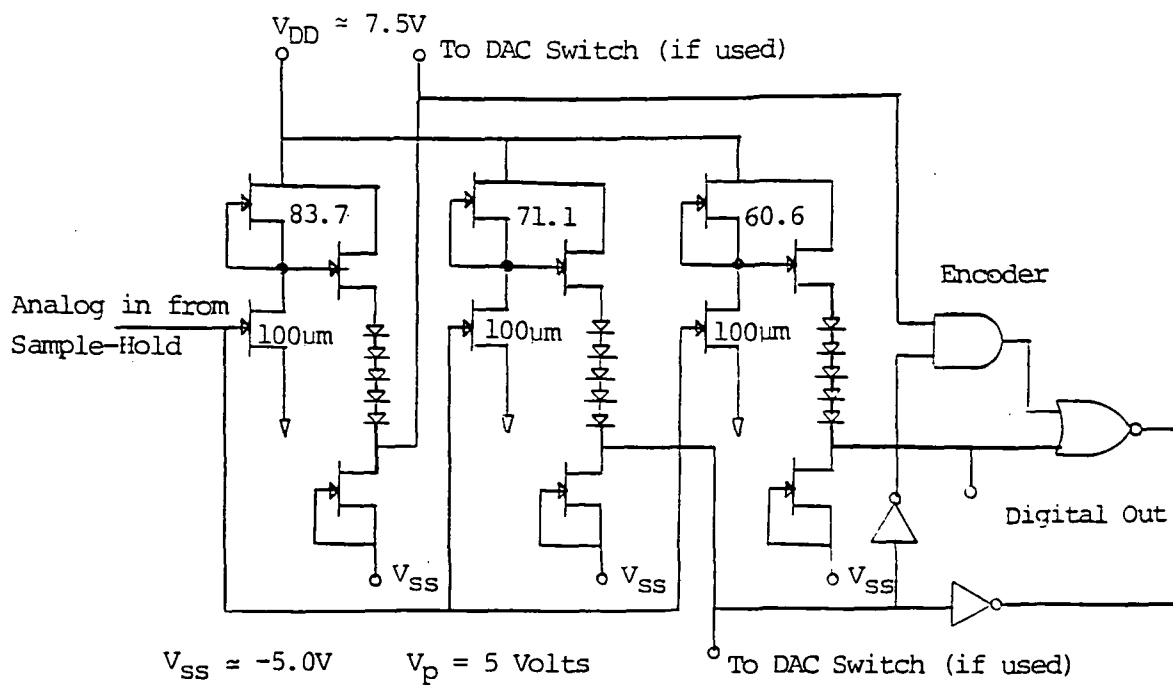 V_DD ≃ 7.5V
To DAC Switch (if used)
83.7
71.1
60.6
Encoder
Analog in from
Sample-Hold
100μm
100μm
100μm
Digital Out
V_SS
V_SS
V_SS
V_SS ≃ -5.0V
V_p = 5 Volts
To DAC Switch (if used)